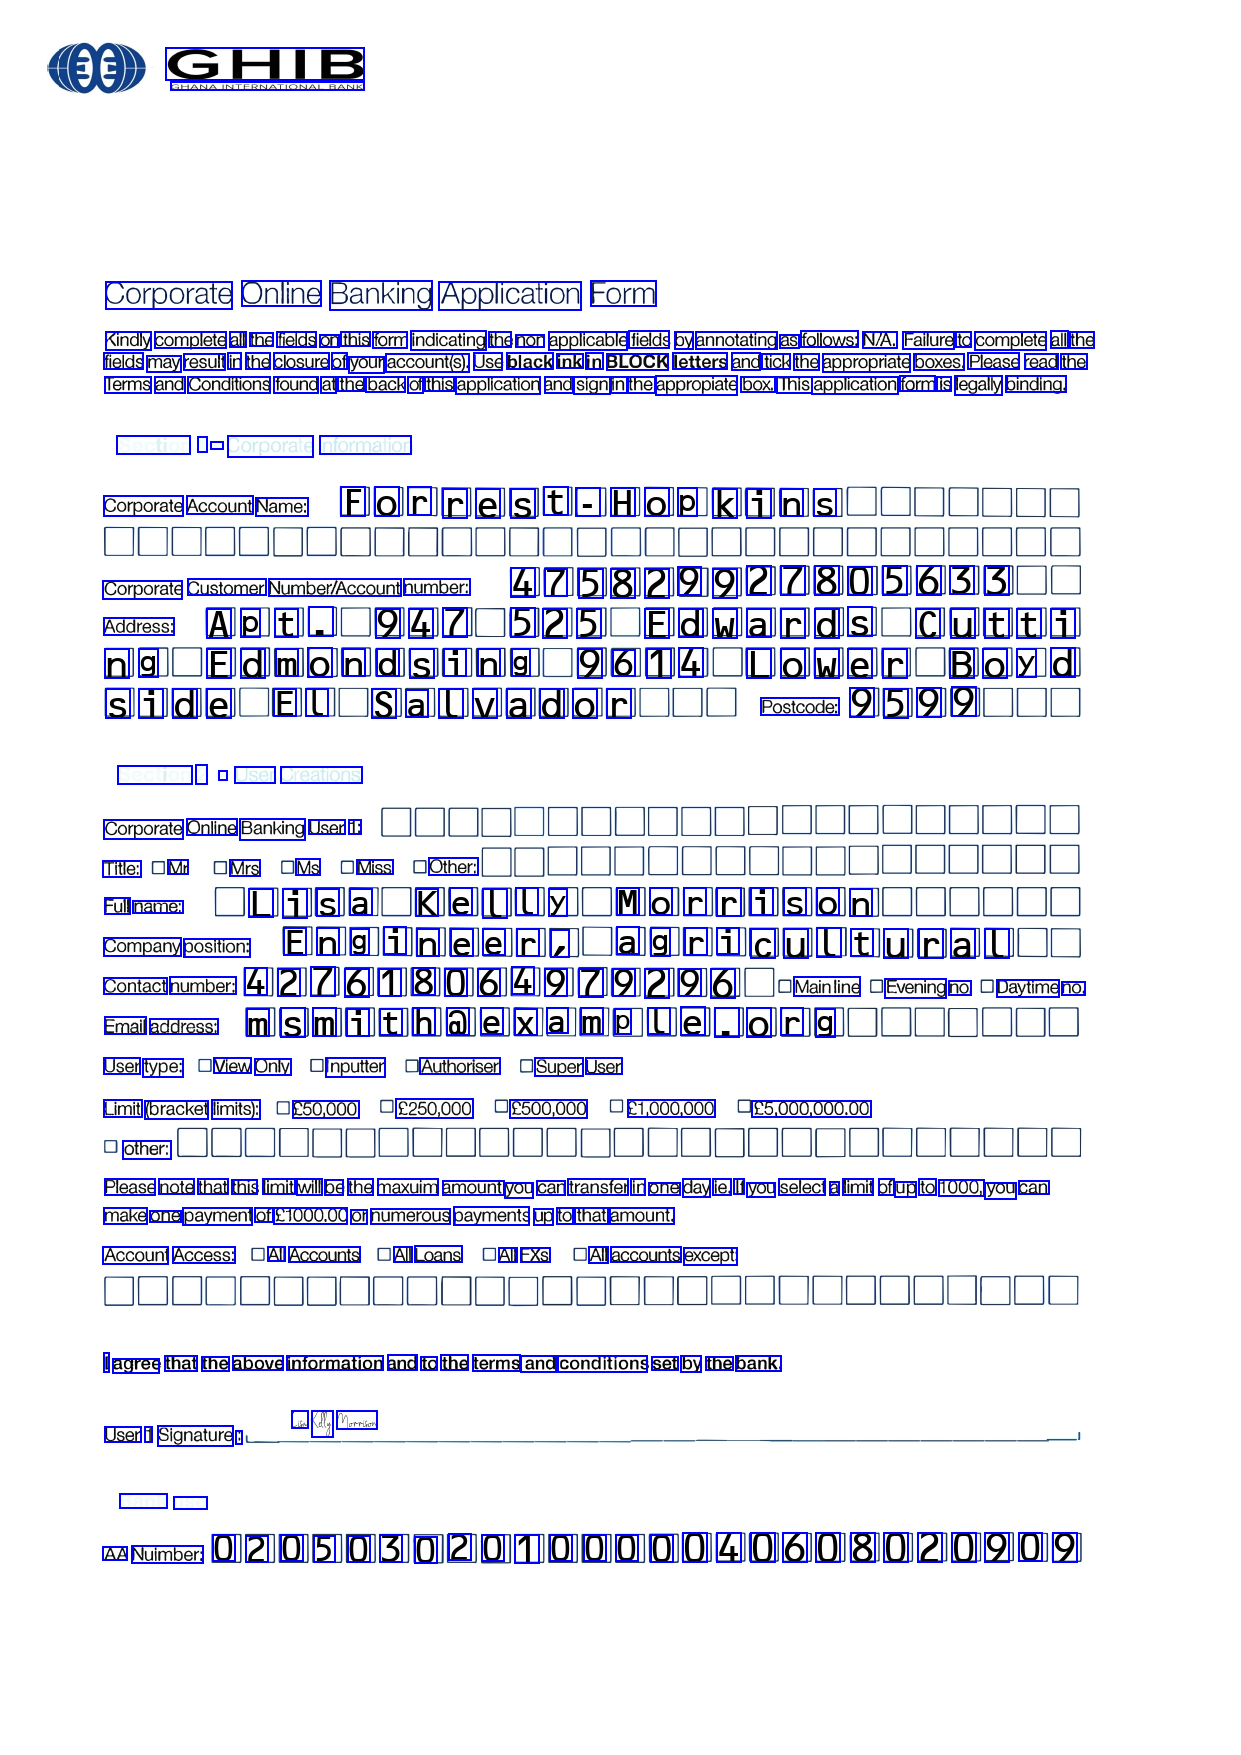 GHIB
GHANA INTERNATIONAL BANK
Corporate Online Banking Application Form
Kindly complete all the fields on this form indicating the non applicable fields by annotating as follows: N/A. Failure to complete all the
fields may result in the closure of your account(s). Use black ink in BLOCK letters and tick the appropriate boxes. Please read the
Terms and Conditions found at the back of this application and sign in the appropiate box. This application form is legally binding.
Section - Corporate Information
Corporate Account Name: Forrest-Hopkins
Corporate Customer Number/Account number: 475829927805633
Address: Apt. 947 525 Edwards Cutti
ng Edmondsing 9614 Lower Boyd
side El Salvador Postcode: 9599
Section - User Creations
Corporate Online Banking User 1:
Title: Mr Mrs Ms Miss Other:
Full name: Lisa Kelly Morrison
Company position: Engineer, agricultural
Contact number: 427618064979296 Main line Evening no Daytime no.
Email address: msmith@example.org
User type: View Only Inputter Authoriser Super User
Limit (bracket limits): £50,000 £250,000 £500,000 £1,000,000 £5,000,000.00
other:
Please note that this limit will be the maxuim amount you can transfer in one day ie. If you select a limit of up to 1000, you can
make one payment of £1000.00 or numerous payments up to that amount.
Account Access: All Accounts All Loans All FXs All accounts except
I agree that the above information and to the terms and conditions set by the bank.
Lisa Kelly Morrison
User 1 Signature :
AA Nuimber: 02050302010000040608020909